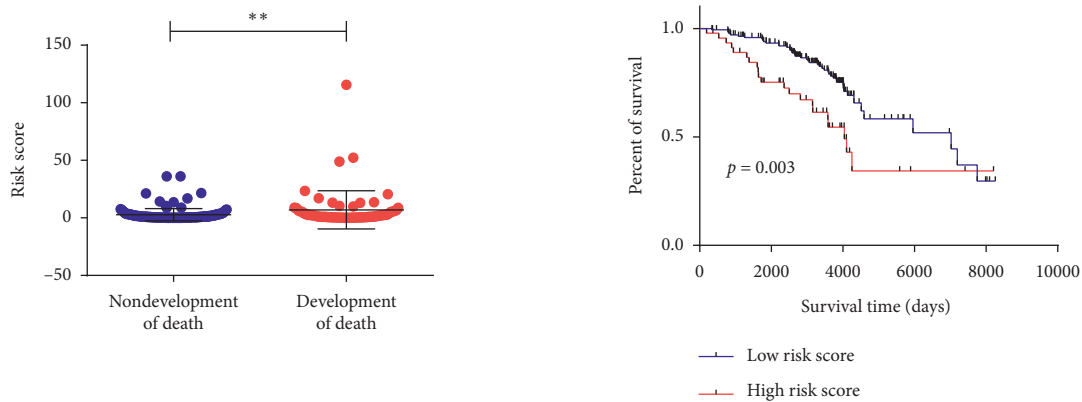 **
150
100
50
0
–50
Risk score
Nondevelopment
of death
Development
of death
1.0
0.5
0.0
Percent of survival
p = 0.003
0
2000
4000
6000
8000
10000
Survival time (days)
Low risk score
High risk score